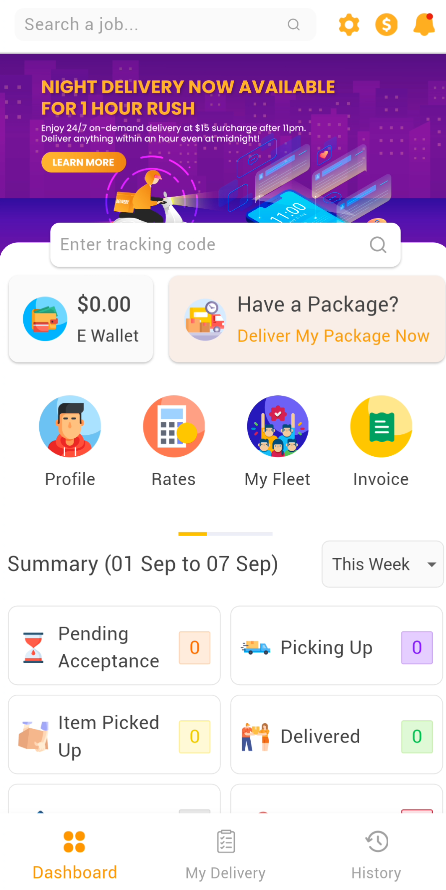 Search a job...
NIGHT DELIVERY NOW AVAILABLE
FOR 1 HOUR RUSH
Enjoy 24/7 on-demand delivery at $15 surcharge after 11pm.
Deliver anything within an hour even at midnight!
LEARN MORE
11:00
Enter tracking code
$0.00
E Wallet
Have a Package?
Deliver My Package Now
Profile
Rates
My Fleet
Invoice
Summary (01 Sep to 07 Sep)
This Week
Pending
Acceptance
0
Picking Up
0
Item Picked
Up
0
Delivered
0
Dashboard
My Delivery
History